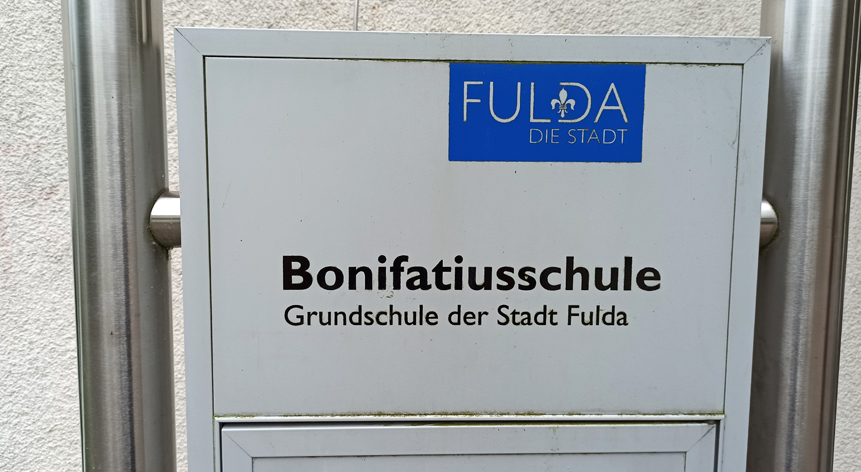 FULDA
DIE STADT
Bonifatiusschule
Grundschule der Stadt Fulda